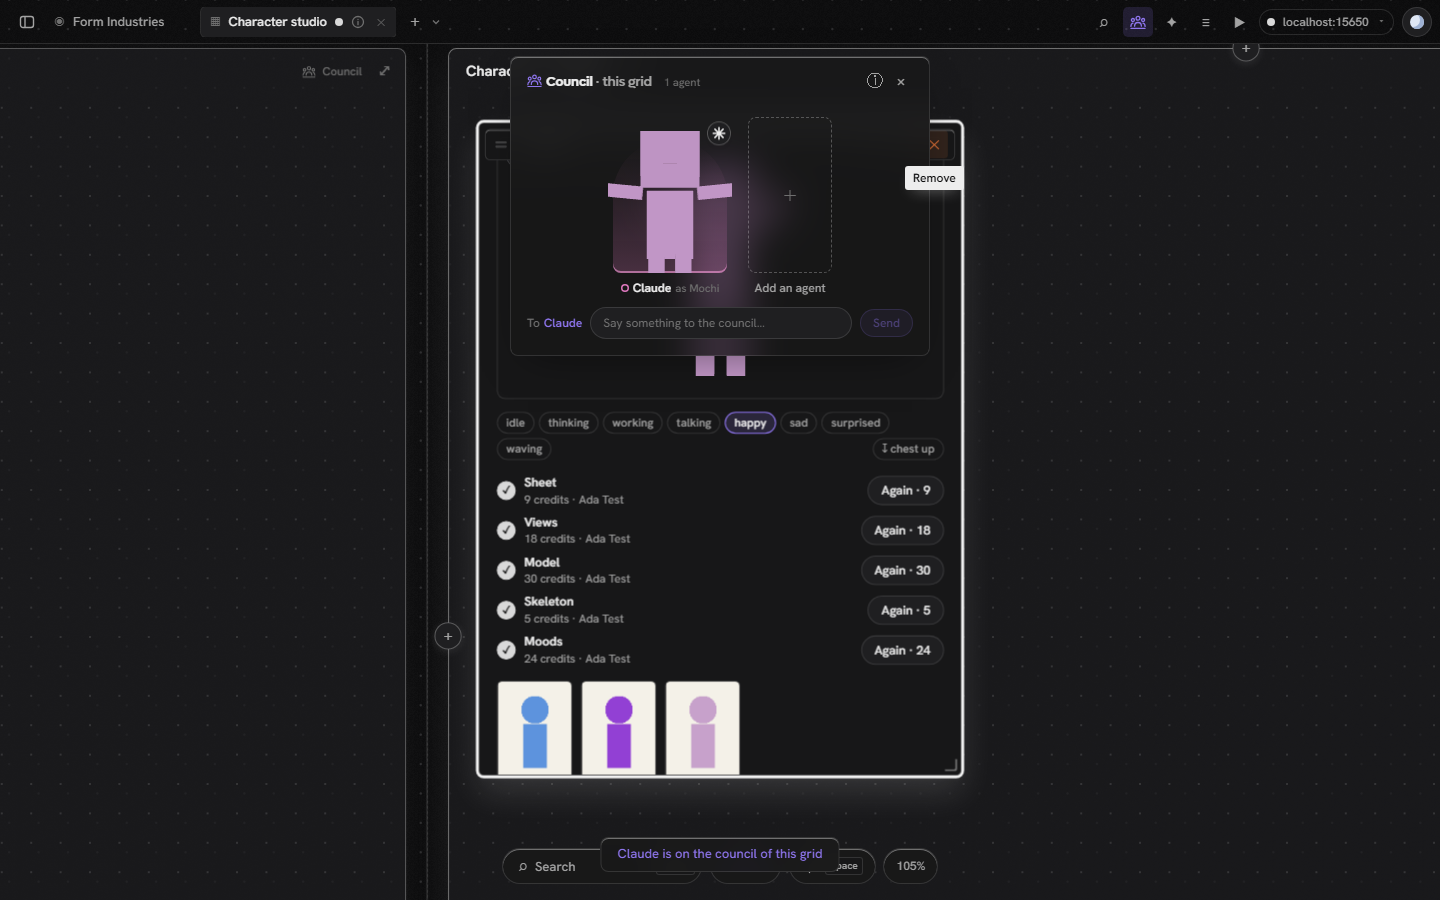 Form Industries
Character studio
localhost:15650
Council
Charac
Council · this grid 1 agent
Remove
Claude as Mochi
Add an agent
To Claude
Say something to the council...
Send
idle
thinking
working
talking
happy
sad
surprised
waving
chest up
Sheet
9 credits · Ada Test
Again · 9
Views
18 credits · Ada Test
Again · 18
Model
30 credits · Ada Test
Again · 30
Skeleton
5 credits · Ada Test
Again · 5
Moods
24 credits · Ada Test
Again · 24
Claude is on the council of this grid
Search
pace
105%